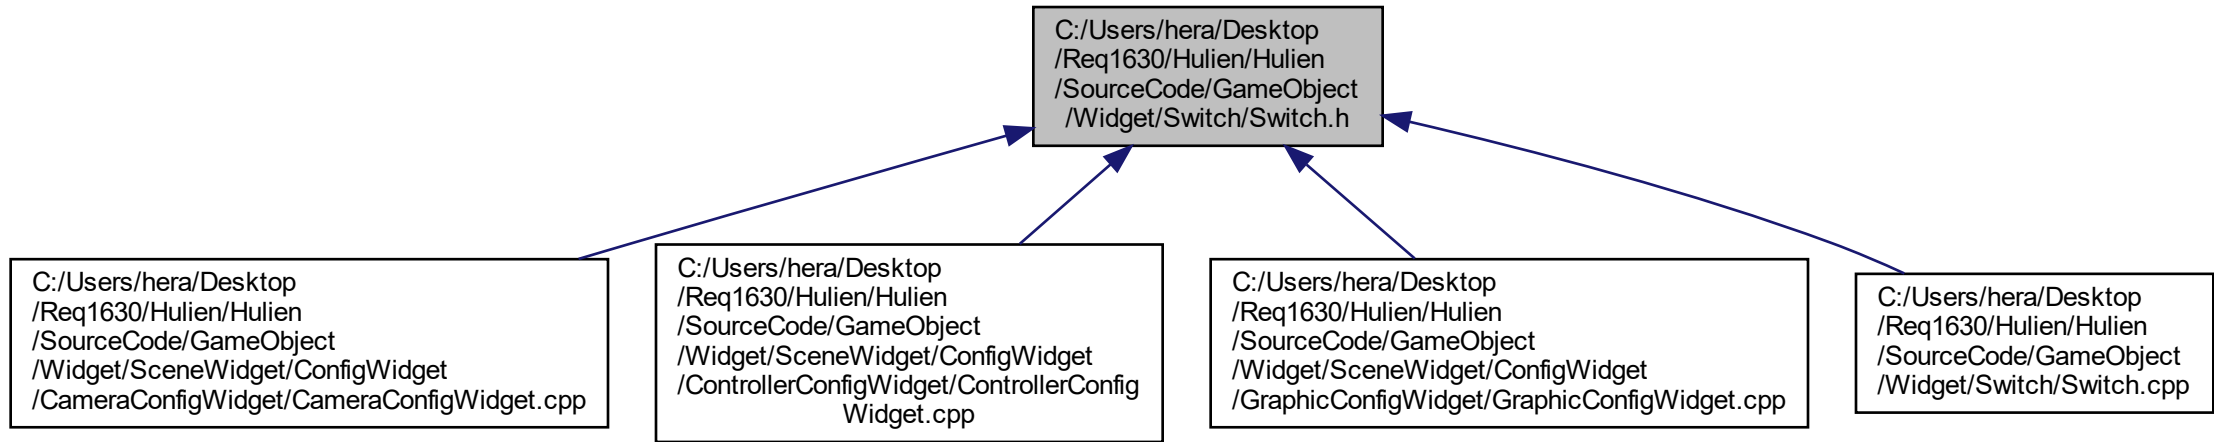 C:/Users/hera/Desktop
/Req1630/Hulien/Hulien
/SourceCode/GameObject
/Widget/Switch/Switch.h
C:/Users/hera/Desktop
/Req1630/Hulien/Hulien
/SourceCode/GameObject
/Widget/SceneWidget/ConfigWidget
/CameraConfigWidget/CameraConfigWidget.cpp
C:/Users/hera/Desktop
/Req1630/Hulien/Hulien
/SourceCode/GameObject
/Widget/SceneWidget/ConfigWidget
/ControllerConfigWidget/ControllerConfig
Widget.cpp
C:/Users/hera/Desktop
/Req1630/Hulien/Hulien
/SourceCode/GameObject
/Widget/SceneWidget/ConfigWidget
/GraphicConfigWidget/GraphicConfigWidget.cpp
C:/Users/hera/Desktop
/Req1630/Hulien/Hulien
/SourceCode/GameObject
/Widget/Switch/Switch.cpp